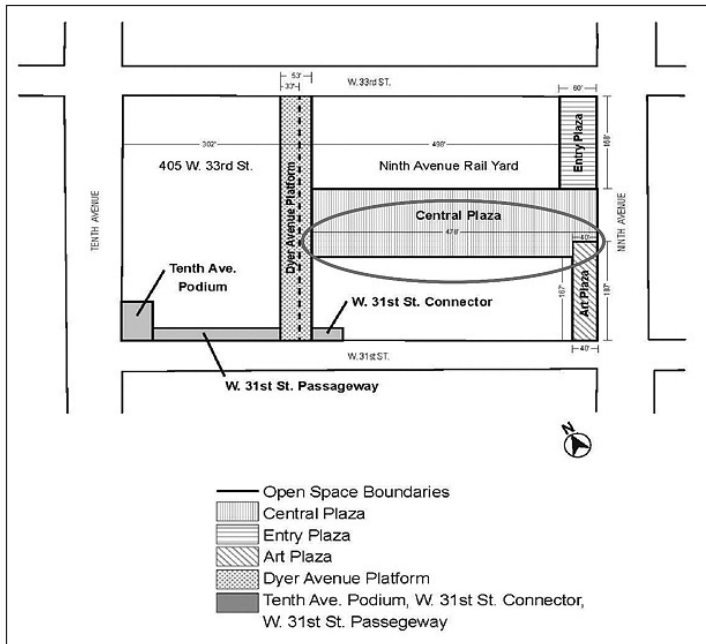 53'
33'
W. 33rd ST.
60'
302'
498'
168'
405 W. 33rd St.
Ninth Avenue Rail Yard
Entry Plaza
Dyer Avenue Platform
Central Plaza
478'
TENTH AVENUE
NINTH AVENUE
40'
Tenth Ave.
Podium
W. 31st St. Connector
167'
Art Plaza
197'
W. 31st ST.
40'
W. 31st St. Passageway
N
Open Space Boundaries
Central Plaza
Entry Plaza
Art Plaza
Dyer Avenue Platform
Tenth Ave. Podium, W. 31st St. Connector,
W. 31st St. Passegeway